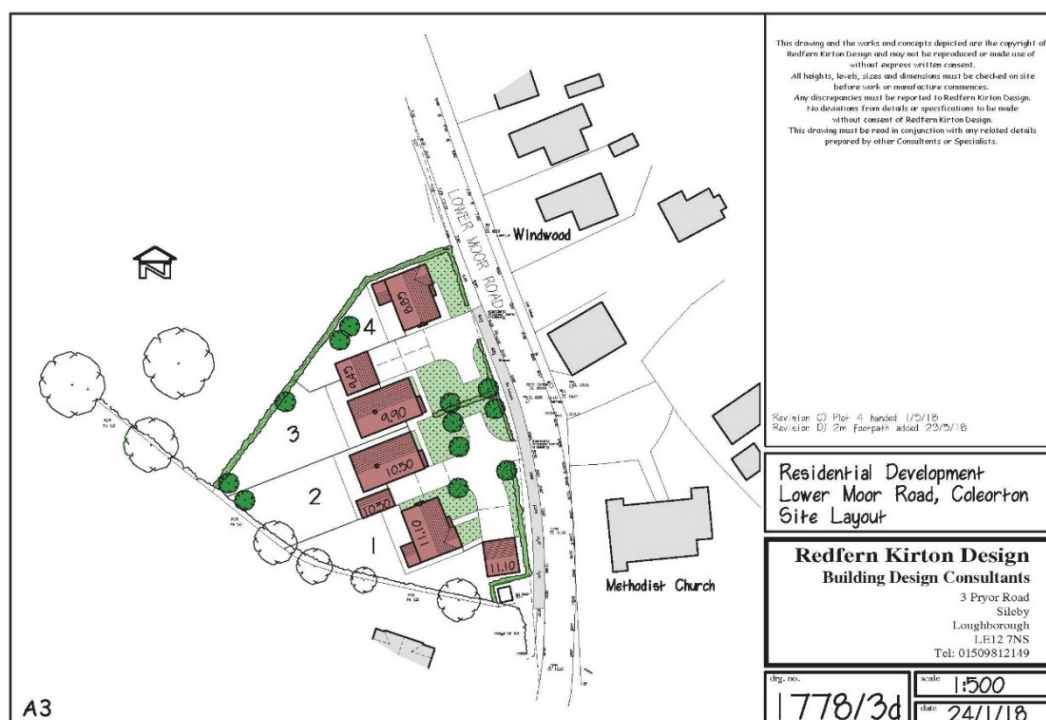 This drawing and the works and concepts depicted are the copyright of
Redfern Kirton Design and may not be reproduced or made use of
without express written consent.
All heights, levels, sizes and dimensions must be checked on site
before work or manufacture commences.
Any discrepancies must be reported to Redfern Kirton Design.
No deviations from details or specifications to be made
without consent of Redfern Kirton Design.
This drawing must be read in conjunction with any related details
prepared by other Consultants or Specialists.
LOWER MOOR ROAD
Windwood
N
8.85
4
9.45
9.90
3
10.50
2
10.50
11.10
1
11.10
Methodist Church
Revision C) Plot 4 handed 1/5/18
Revision D) 2m footpath added 23/5/18
Residential Development
Lower Moor Road, Coleorton
Site Layout
Redfern Kirton Design
Building Design Consultants
3 Pryor Road
Sileby
Loughborough
LE12 7NS
Tel: 01509812149
drg. no.
1778/3d
scale 1:500
date 24/1/18
A3